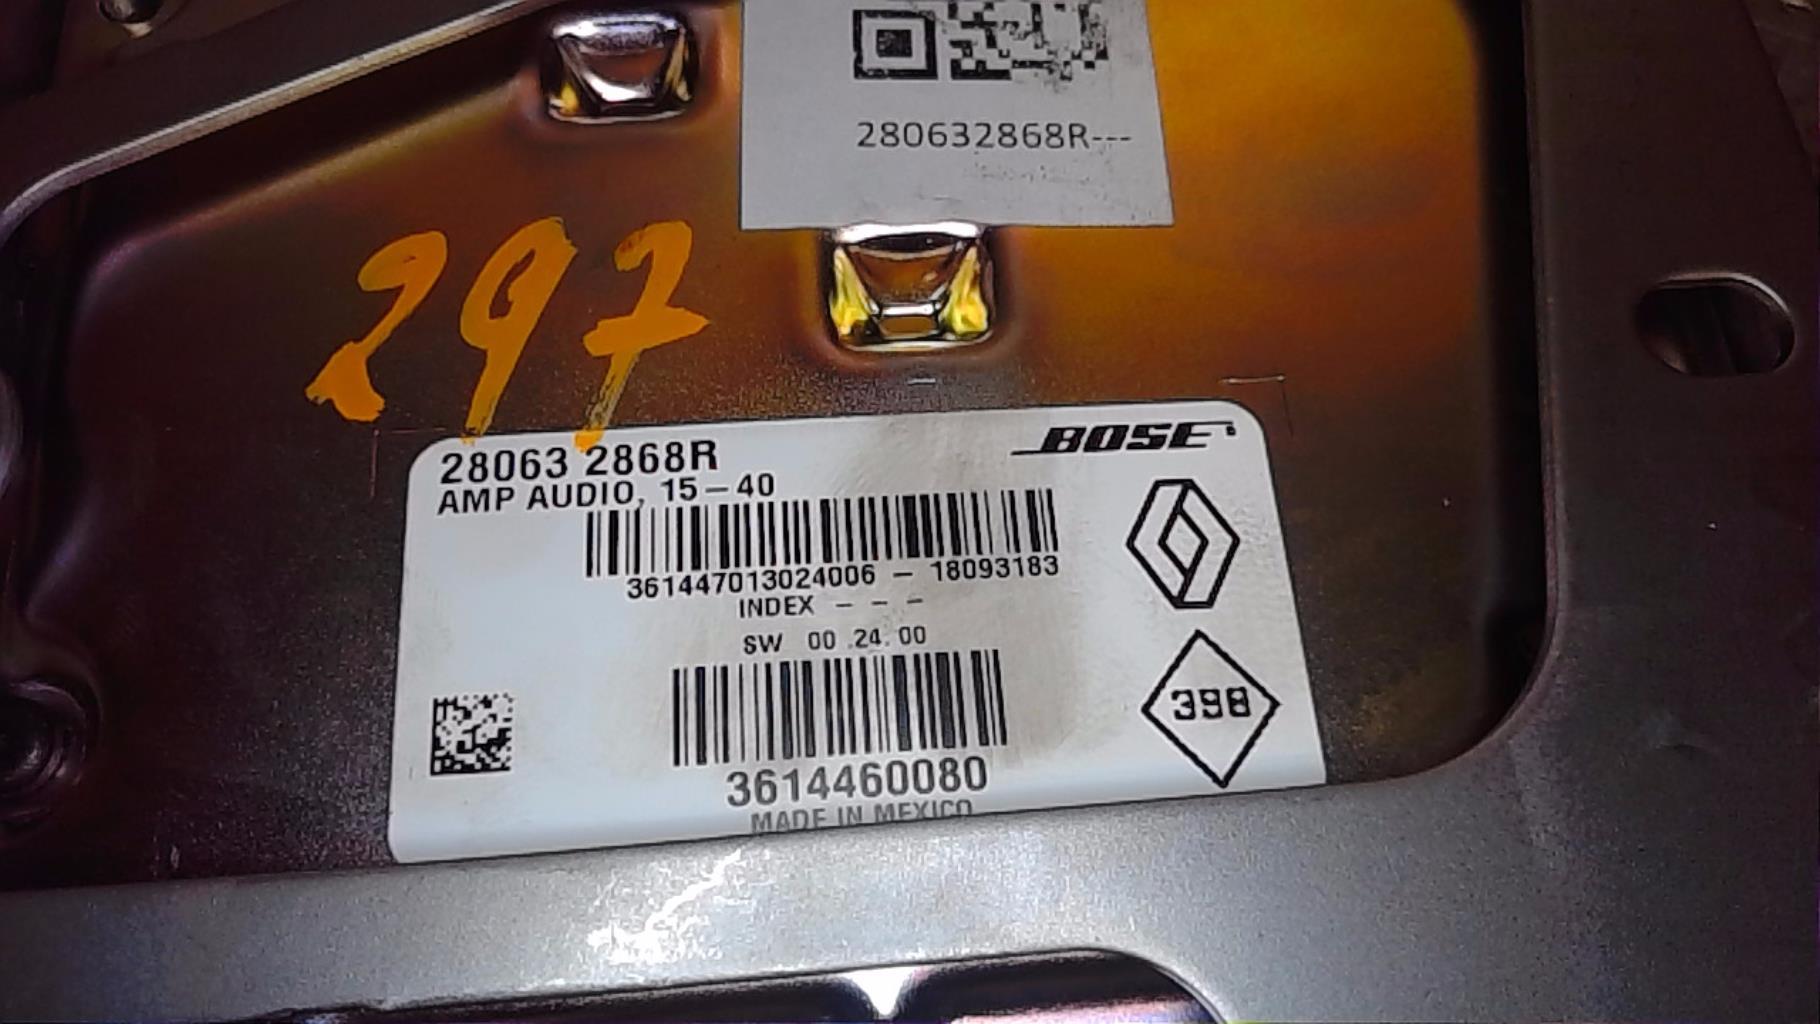 280632868R---
297
28063 2868R
BOSE
AMP AUDIO, 15-40
361447013024006 - 18093183
INDEX - - -
SW 00.24.00
398
3614460080
MADE IN MEXICO